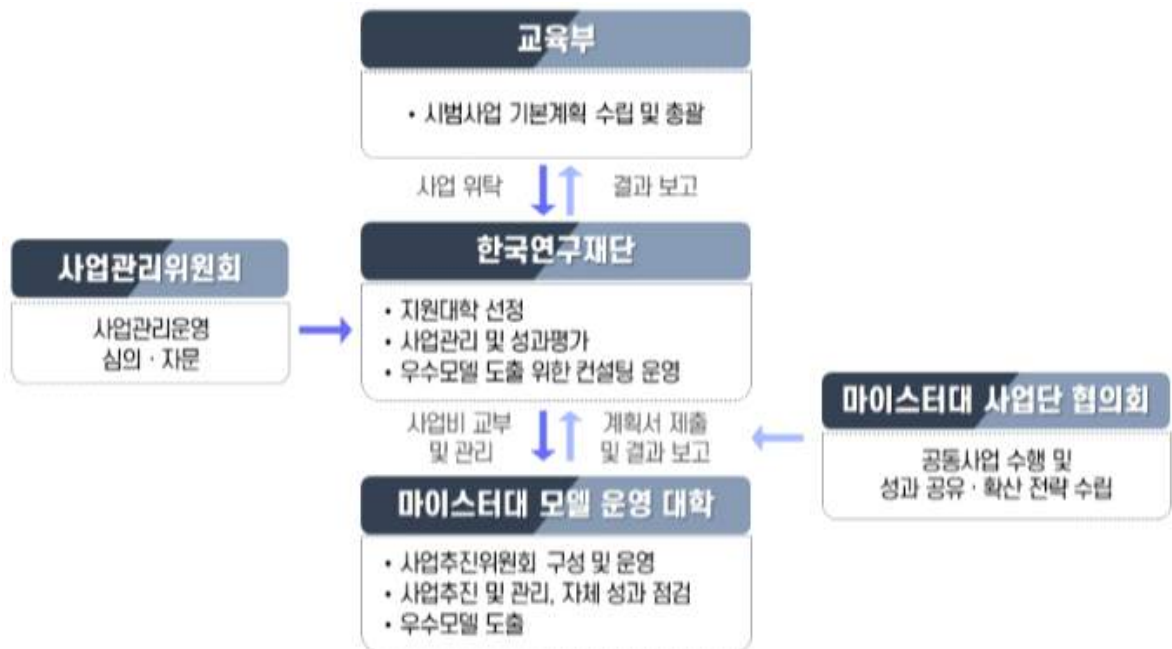 교육부
• 시범사업 기본계획 수립 및 총괄
사업 위탁
결과 보고
한국연구재단
• 지원대학 선정
• 사업관리 및 성과평가
• 우수모델 도출 위한 컨설팅 운영
사업관리위원회
사업관리운영
심의 · 자문
사업비 교부
및 관리
계획서 제출
및 결과 보고
마이스터대 사업단 협의회
공동사업 수행 및
성과 공유 · 확산 전략 수립
마이스터대 모델 운영 대학
• 사업추진위원회 구성 및 운영
• 사업추진 및 관리, 자체 성과 점검
• 우수모델 도출